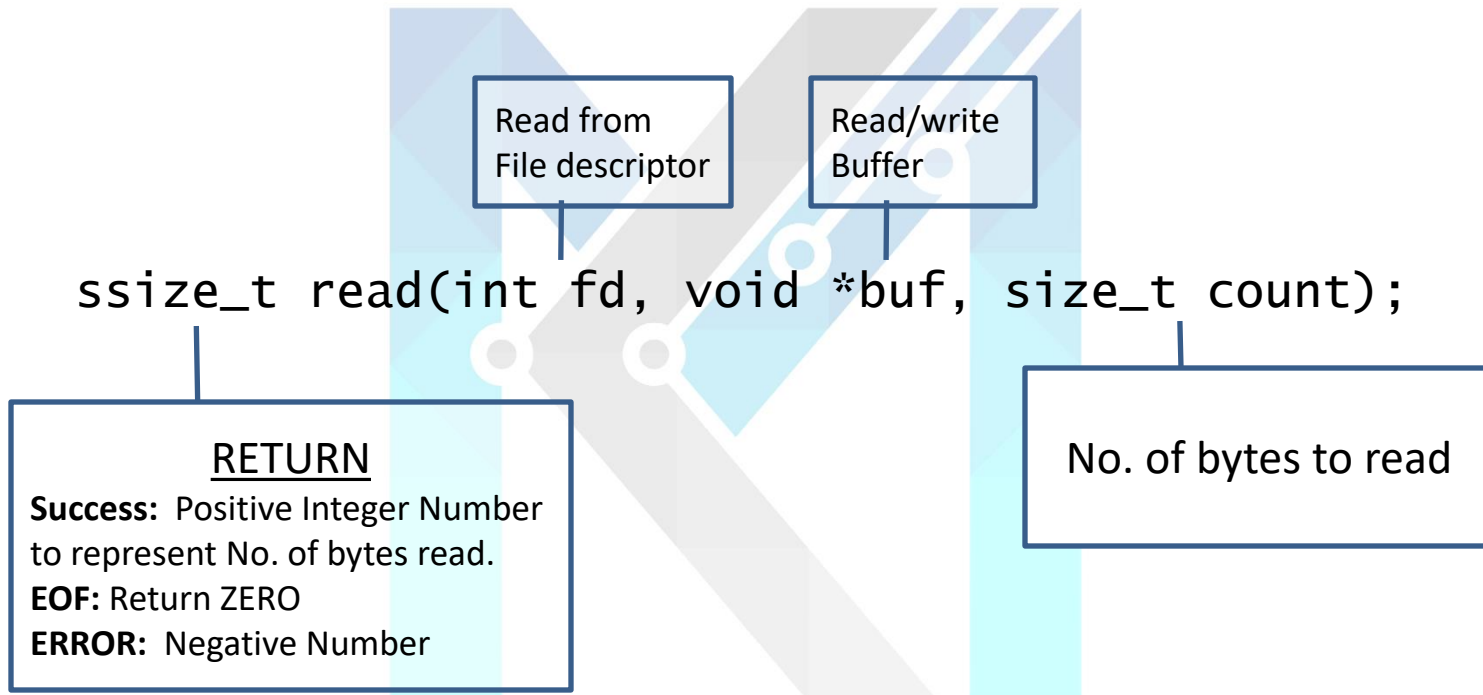 Read from
File descriptor
Read/write
Buffer
ssize_t read(int fd, void *buf, size_t count);
RETURN
Success: Positive Integer Number
to represent No. of bytes read.
EOF: Return ZERO
ERROR: Negative Number
No. of bytes to read